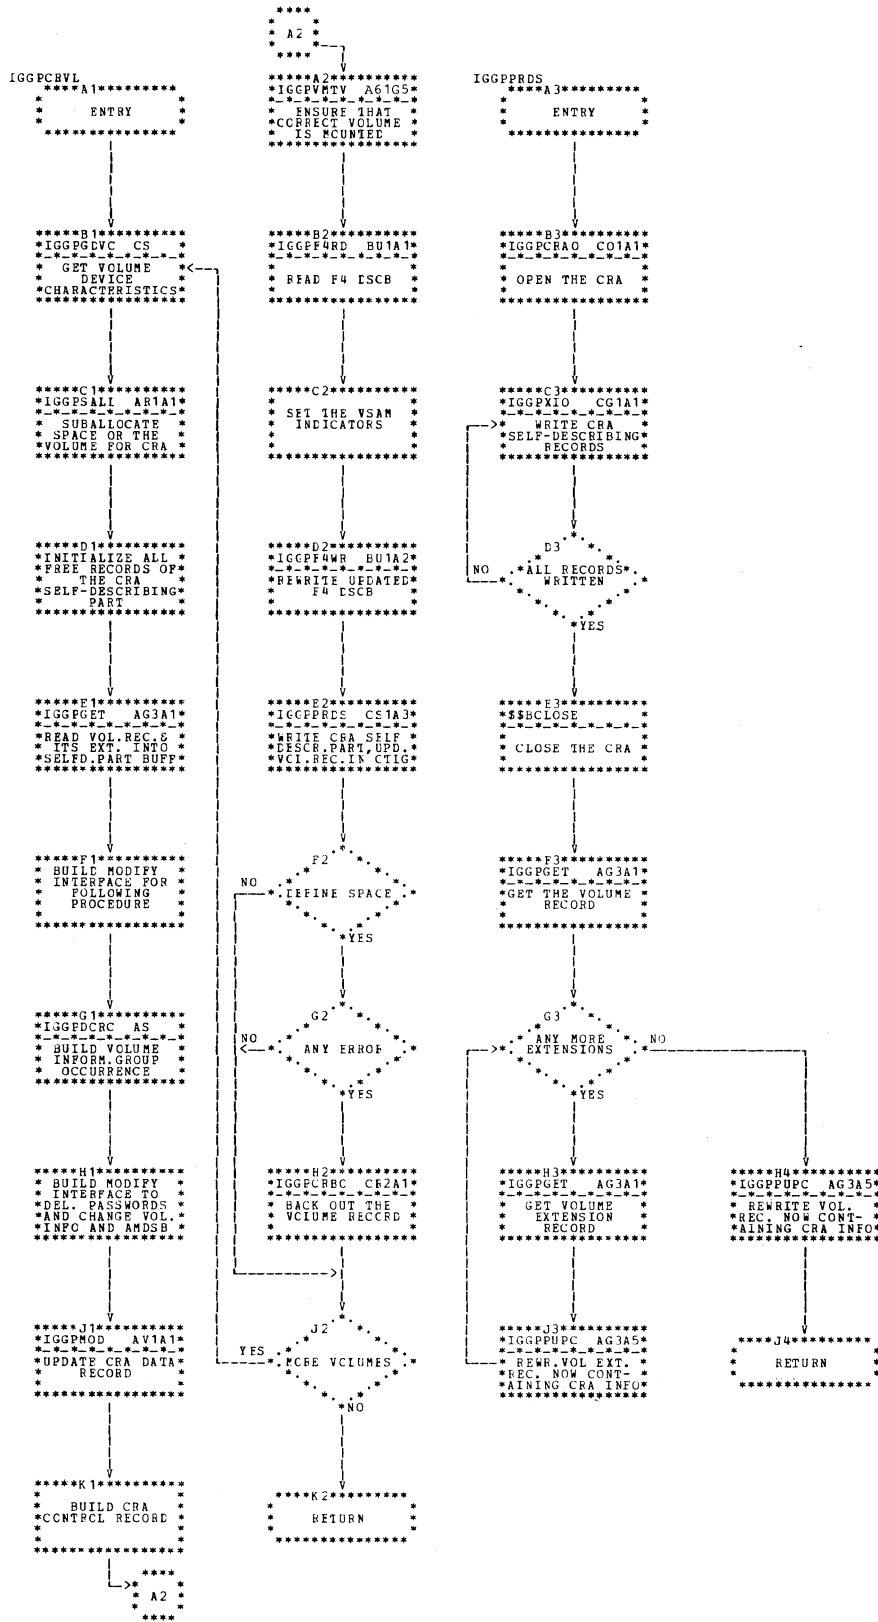 IGGPCBVL
A1
ENTRY
B1
IGGPGDVC CS
GET VOLUME
DEVICE
CHARACTERISTICS
C1
IGGPSALL AR1A1
SUBALLOCATE
SPACE OR THE
VOLUME FOR CRA
D1
INITIALIZE ALL
FREE RECORDS OF
THE CRA
SELF-DESCRIBING
PART
E1
IGGPGET AG3A1
READ VOL.REC.&
ITS EXT. INTO
SELFD.PART BUFF
F1
BUILD MODIFY
INTERFACE FOR
FOLLOWING
PROCEDURE
G1
IGGPDCRC AS
BUILD VOLUME
INFORM.GROUP
OCCURRENCE
H1
BUILD MODIFY
INTERFACE TO
DEL. PASSWORDS
AND CHANGE VOL.
INFO AND AMDSB
J1
IGGPMOD AV1A1
UPDATE CRA DATA
RECORD
K1
BUILD CRA
CONTROL RECORD
A2
A2
A2
IGGPVMTV A61G5
ENSURE THAT
CORRECT VOLUME
IS MOUNTED
B2
IGGPF4RD BU1A1
READ F4 DSCB
C2
SET THE VSAM
INDICATORS
D2
IGGPF4WR BU1A2
REWRITE UPDATED
F4 DSCB
E2
IGGPPRDS CS1A3
WRITE CRA SELF
DESCR.PART,UPD.
VCI.REC.IN CTIG
F2
DEFINE SPACE
NO
YES
G2
ANY ERROR
NO
YES
H2
IGGPCRBC CR2A1
BACK OUT THE
VCIUME RECORD
J2
MORE VCIUMES
YES
NO
K2
RETURN
IGGPPRDS
A3
ENTRY
B3
IGGPCRAO CO1A1
OPEN THE CRA
C3
IGGPXIO CG1A1
WRITE CRA
SELF-DESCRIBING
RECORDS
D3
ALL RECORDS
WRITTEN
NO
YES
E3
$$BCLOSE
CLOSE THE CRA
F3
IGGPGET AG3A1
GET THE VOLUME
RECORD
G3
ANY MORE
EXTENSIONS
NO
YES
H3
IGGPGET AG3A1
GET VOLUME
EXTENSION
RECORD
J3
IGGPPUPC AG3A5
REWR.VOL EXT.
REC. NOW CONT-
AINING CRA INFO
H4
IGGPPUPC AG3A5
REWRITE VOL.
REC. NOW CONT-
AINING CRA INFO
J4
RETURN